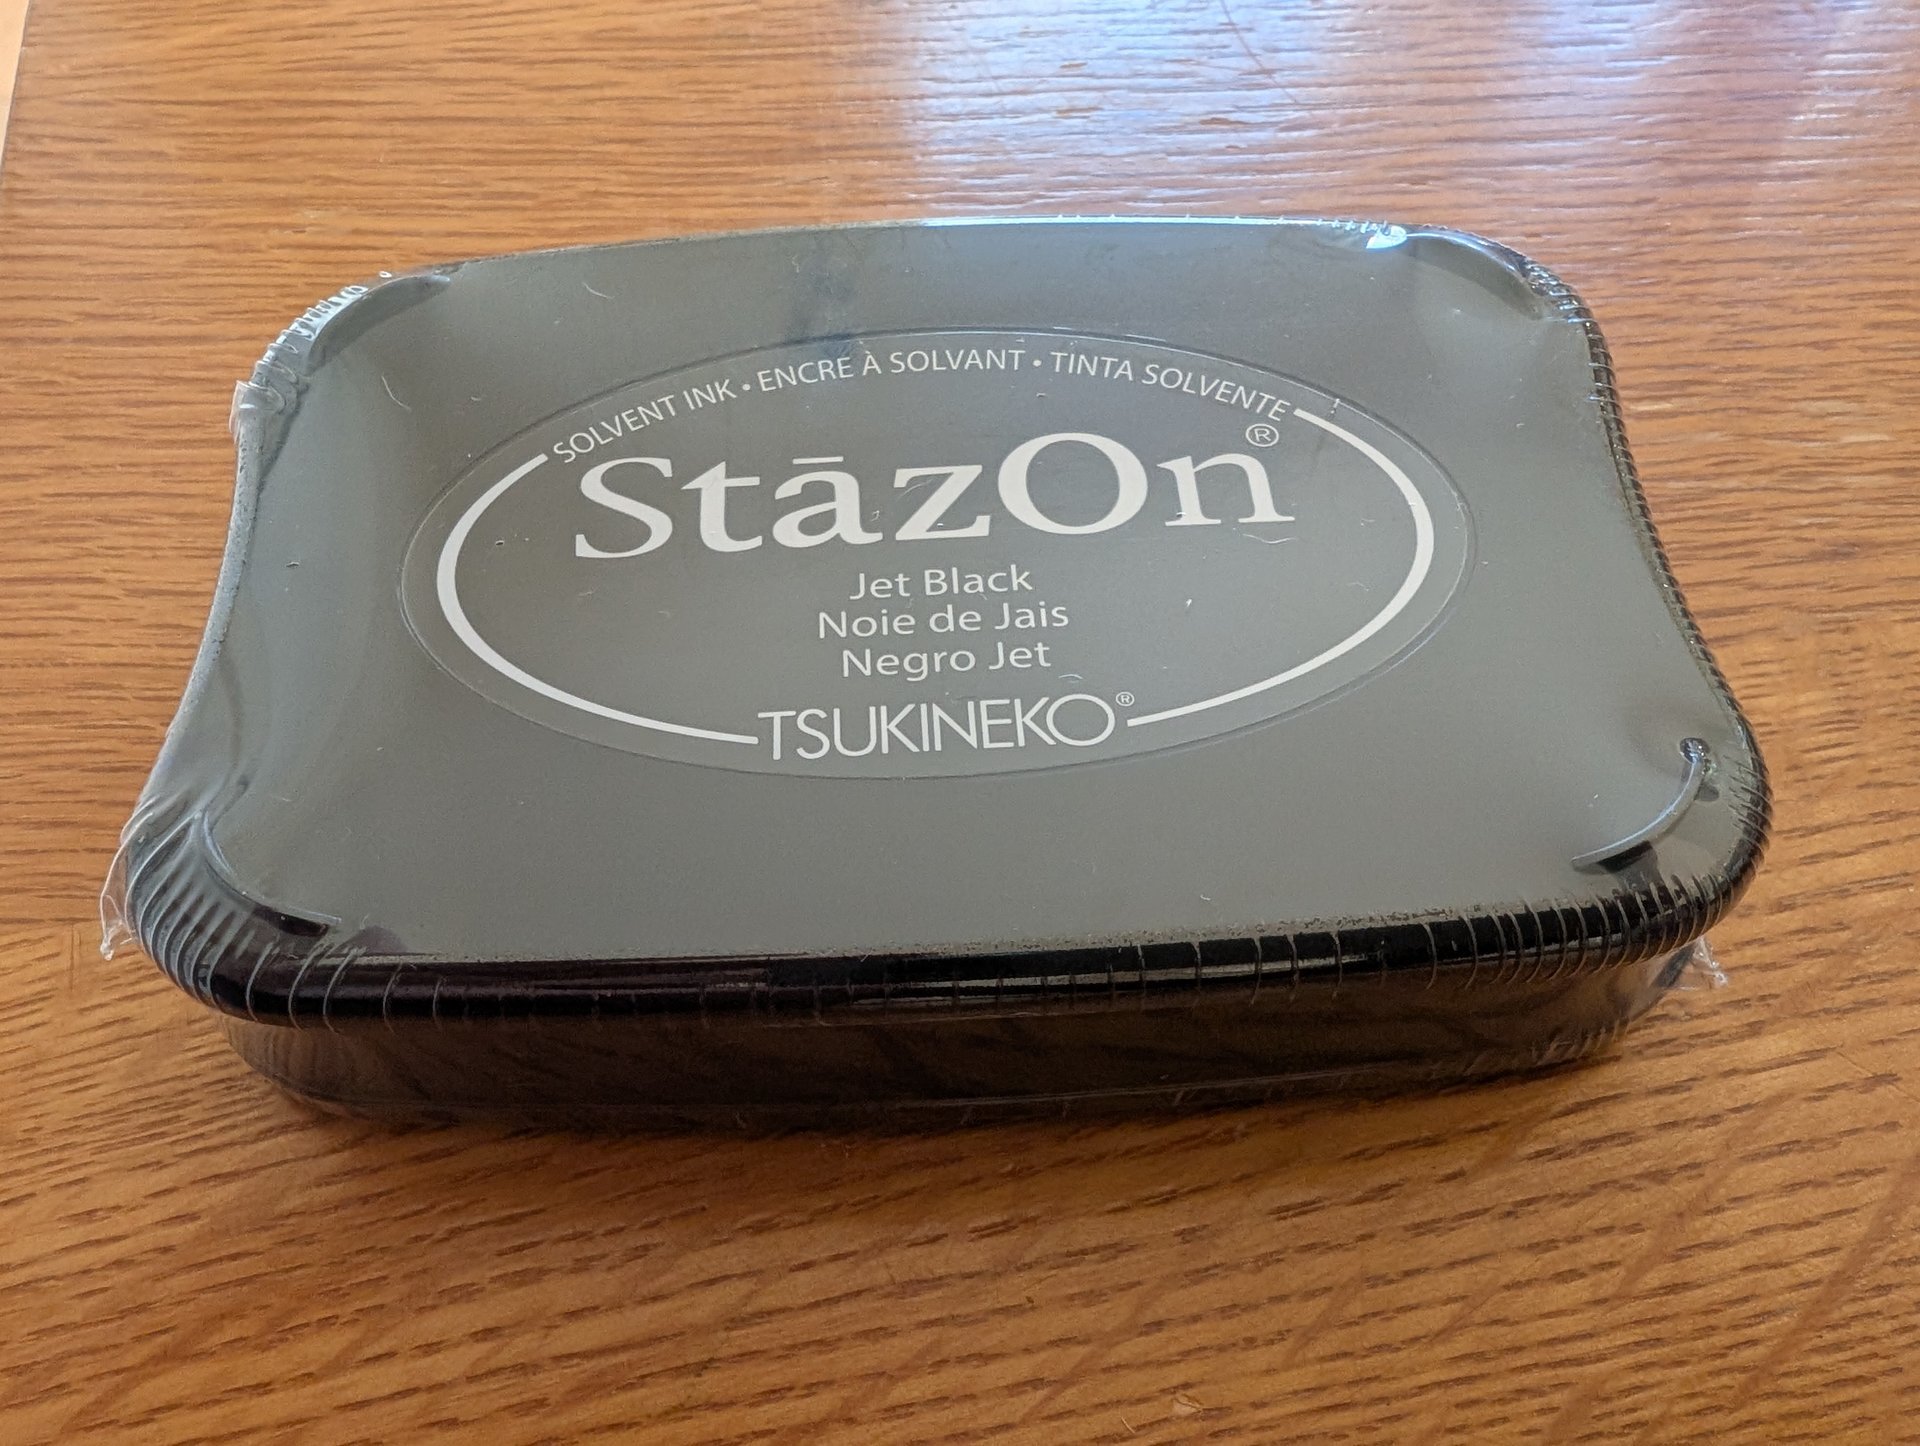 SOLVENT INK • ENCRE À SOLVANT • TINTA SOLVENTE
StāzOn®
Jet Black
Noie de Jais
Negro Jet
TSUKINEKO®